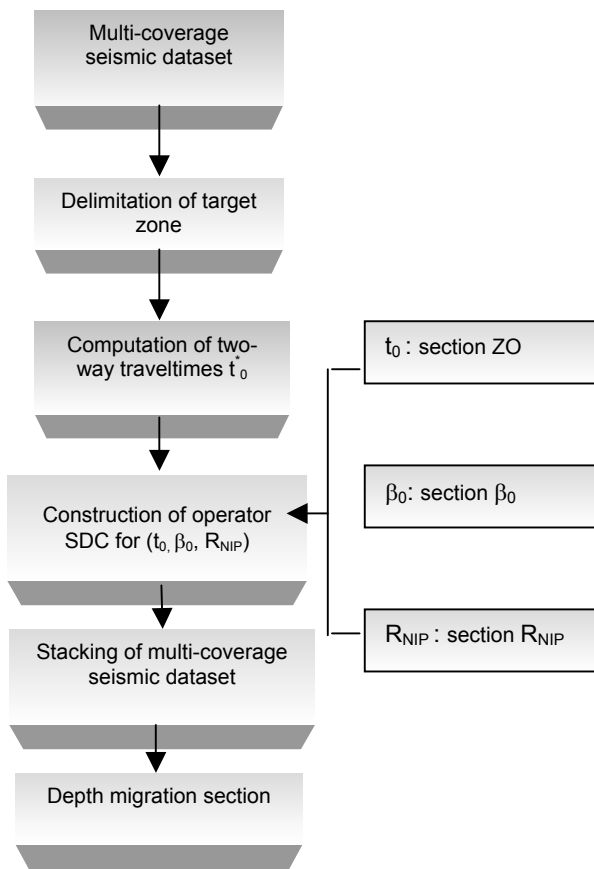 Multi-coverage
seismic dataset
Delimitation of target
zone
Computation of two-
way traveltimes t*0
t0 : section ZO
β0: section β0
Construction of operator
SDC for (t0, β0, RNIP)
RNIP : section RNIP
Stacking of multi-coverage
seismic dataset
Depth migration section